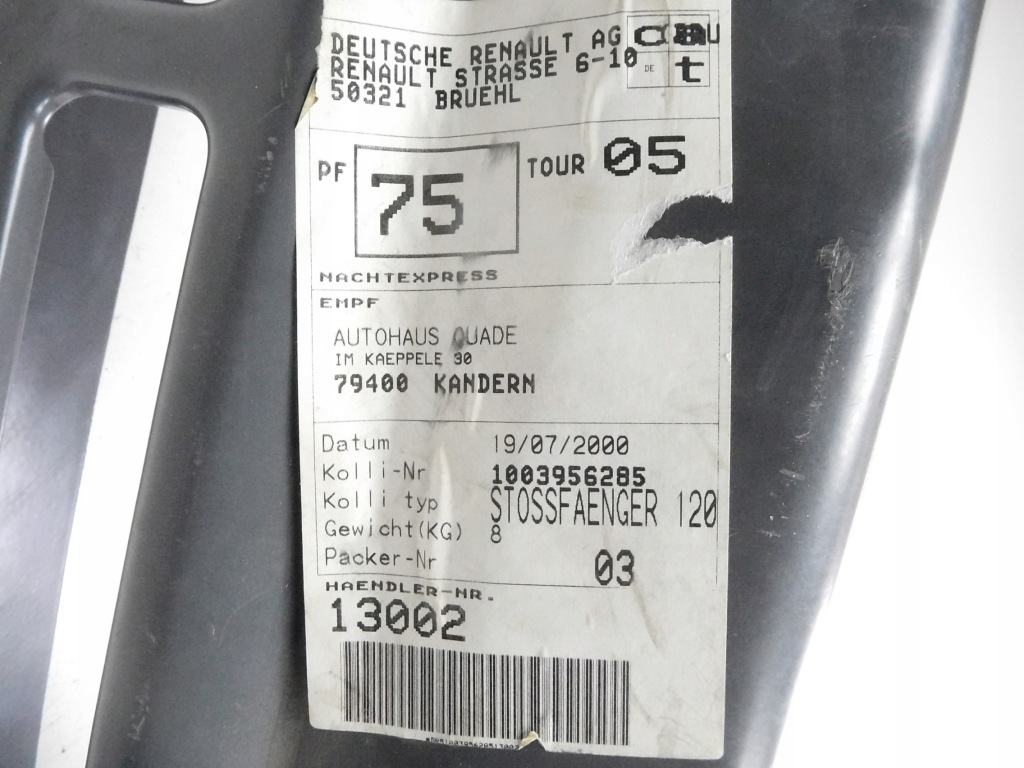 DEUTSCHE RENAULT AG
RENAULT STRASSE 6-10
50321 BRUEHL
DE t
PF 75 TOUR 05
NACHTEXPRESS
EMPF
AUTOHAUS QUADE
IM KAEPPELE 30
79400 KANDERN
Datum 19/07/2000
Kolli-Nr 1003956285
Kolli typ STOSSFAENGER 120
Gewicht(KG) 8
Packer-Nr 03
HAENDLER-NR.
13002